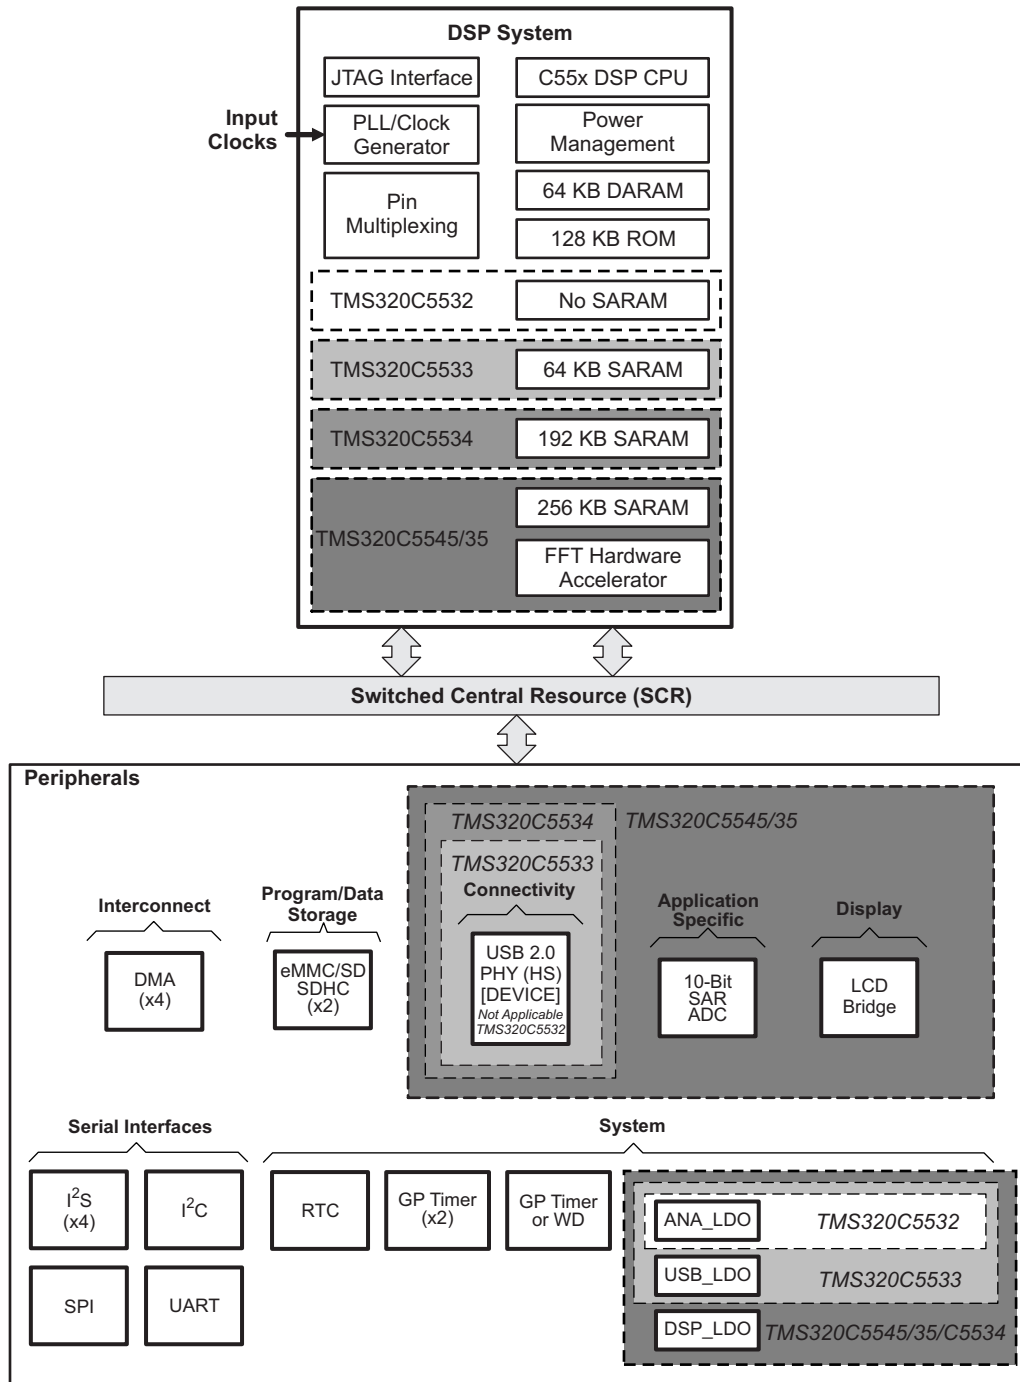 DSP System
JTAG Interface
C55x DSP CPU
Input
Clocks
PLL/Clock
Generator
Power
Management
Pin
Multiplexing
64 KB DARAM
128 KB ROM
TMS320C5532
No SARAM
TMS320C5533
64 KB SARAM
TMS320C5534
192 KB SARAM
TMS320C5545/35
256 KB SARAM
FFT Hardware
Accelerator
Switched Central Resource (SCR)
Peripherals
TMS320C5534
TMS320C5545/35
TMS320C5533
Interconnect
DMA
(x4)
Program/Data
Storage
eMMC/SD
SDHC
(x2)
Connectivity
USB 2.0
PHY (HS)
[DEVICE]
Not Applicable
TMS320C5532
Application
Specific
10-Bit
SAR
ADC
Display
LCD
Bridge
Serial Interfaces
I²S
(x4)
I²C
SPI
UART
System
RTC
GP Timer
(x2)
GP Timer
or WD
ANA_LDO
TMS320C5532
USB_LDO
TMS320C5533
DSP_LDO
TMS320C5545/35/C5534